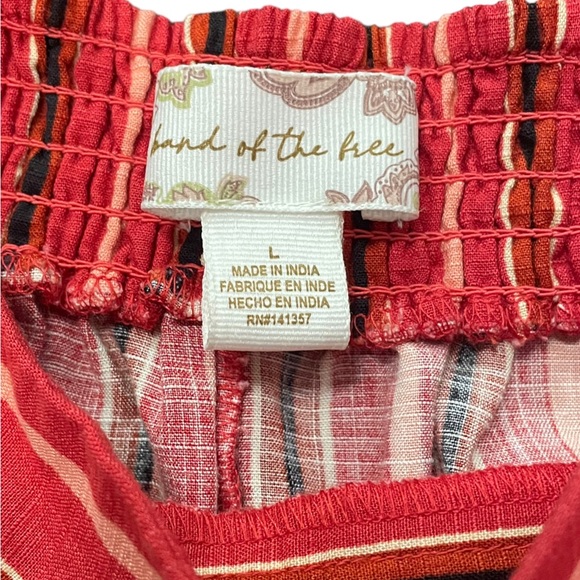 band of the free
L
MADE IN INDIA
FABRIQUE EN INDE
HECHO EN INDIA
RN#141357